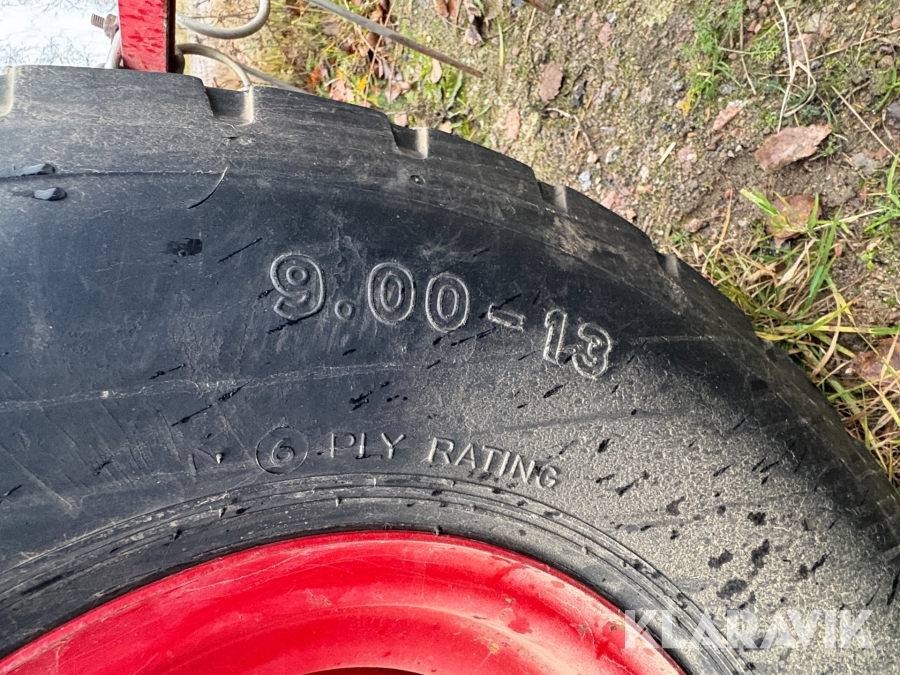 9.00-13
6 PLY RATING
KLARAVIK